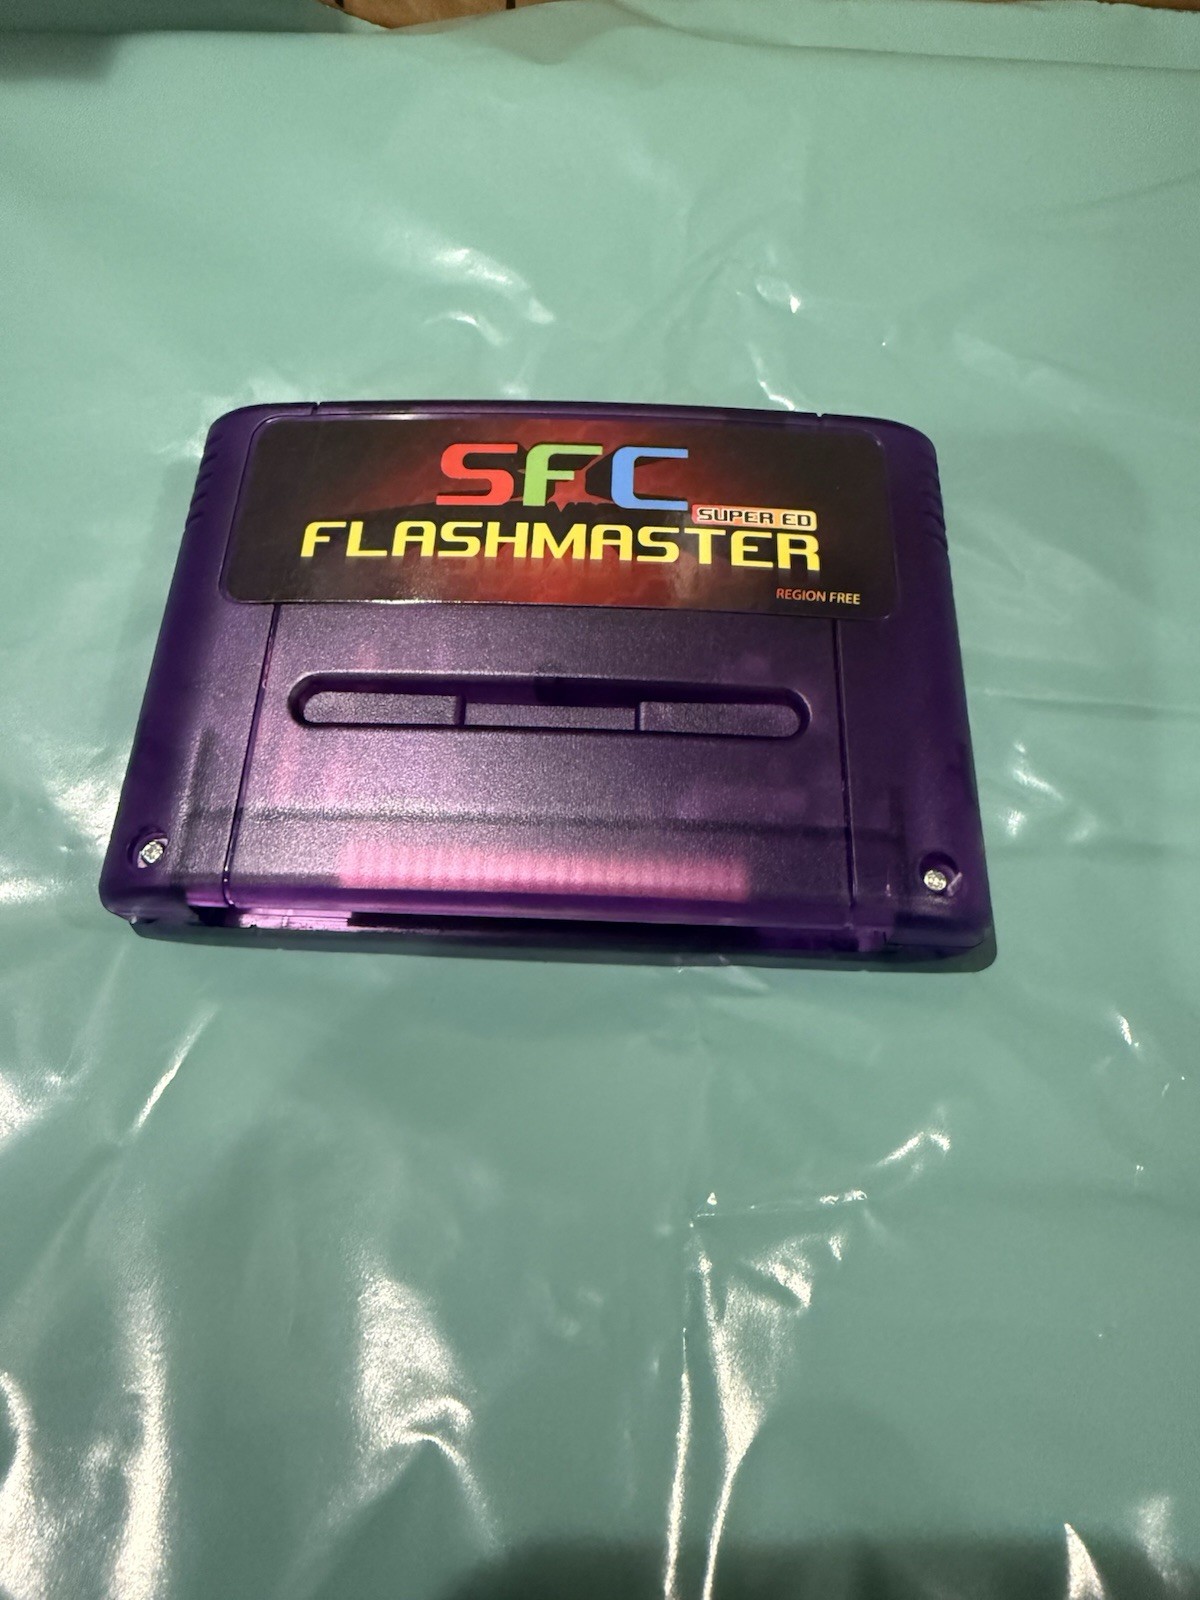 SFC
SUPER ED
FLASHMASTER
REGION FREE